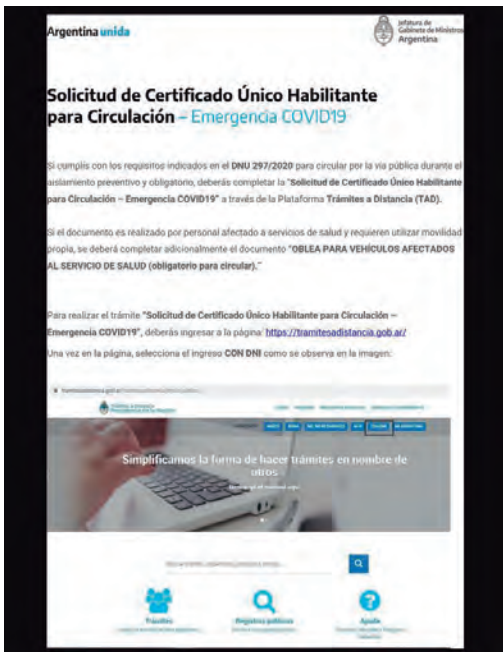 Argentina unida
Jefatura de
Gabinete de Ministros
Argentina
Solicitud de Certificado Único Habilitante
para Circulación – Emergencia COVID19
Si cumplís con los requisitos indicados en el DNU 297/2020 para circular por la vía pública durante el
aislamiento preventivo y obligatorio, deberás completar la "Solicitud de Certificado Único Habilitante
para Circulación – Emergencia COVID19" a través de la Plataforma Trámites a Distancia (TAD).
Si el documento es realizado por personal afectado a servicios de salud y requieren utilizar movilidad
propia, se deberá completar adicionalmente el documento "OBLEA PARA VEHÍCULOS AFECTADOS
AL SERVICIO DE SALUD (obligatorio para circular)."
Para realizar el trámite "Solicitud de Certificado Único Habilitante para Circulación –
Emergencia COVID19", deberás ingresar a la página: https://tramitesadistancia.gob.ar/
Una vez en la página, selecciona el ingreso CON DNI como se observa en la imagen:
Simplificamos la forma de hacer trámites en nombre de
otros
Trámites
Registros públicos
Ayuda